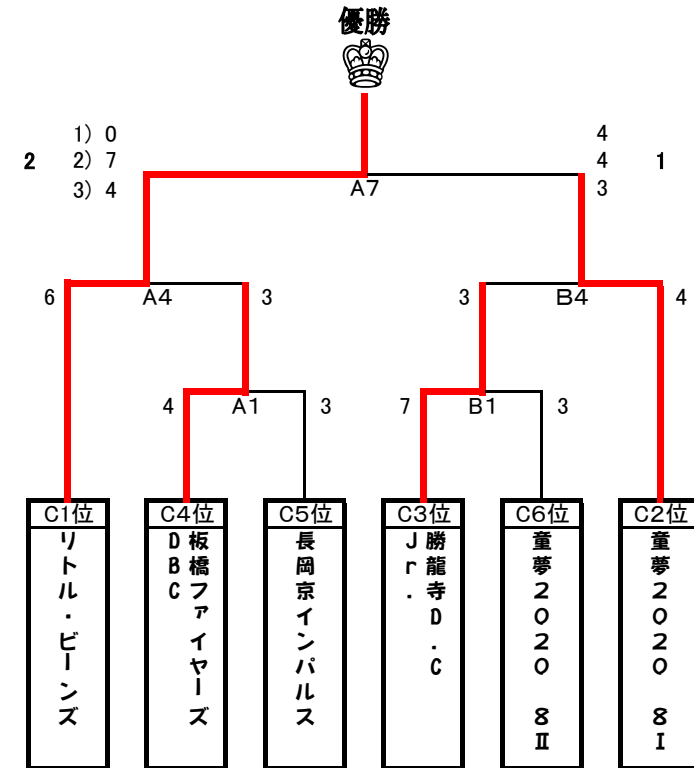 優勝
1) 0
2 2) 7
3) 4
4
4 1
3
A7
6 A4 3
3 B4 4
4 A1 3
7 B1 3
C1位
リトル・ビーンズ
C4位
板橋ファイヤーズ
DBC
C5位
長岡京インパルス
C3位
勝龍寺D.C
Jr.
C6位
童夢2020 8Ⅱ
C2位
童夢2020 8Ⅰ